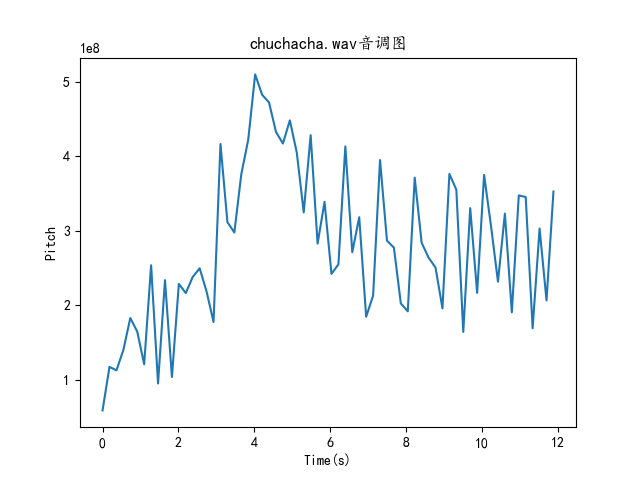 chuchacha.wav音调图
1e8
5
4
3
2
1
Pitch
0 2 4 6 8 10 12
Time(s)